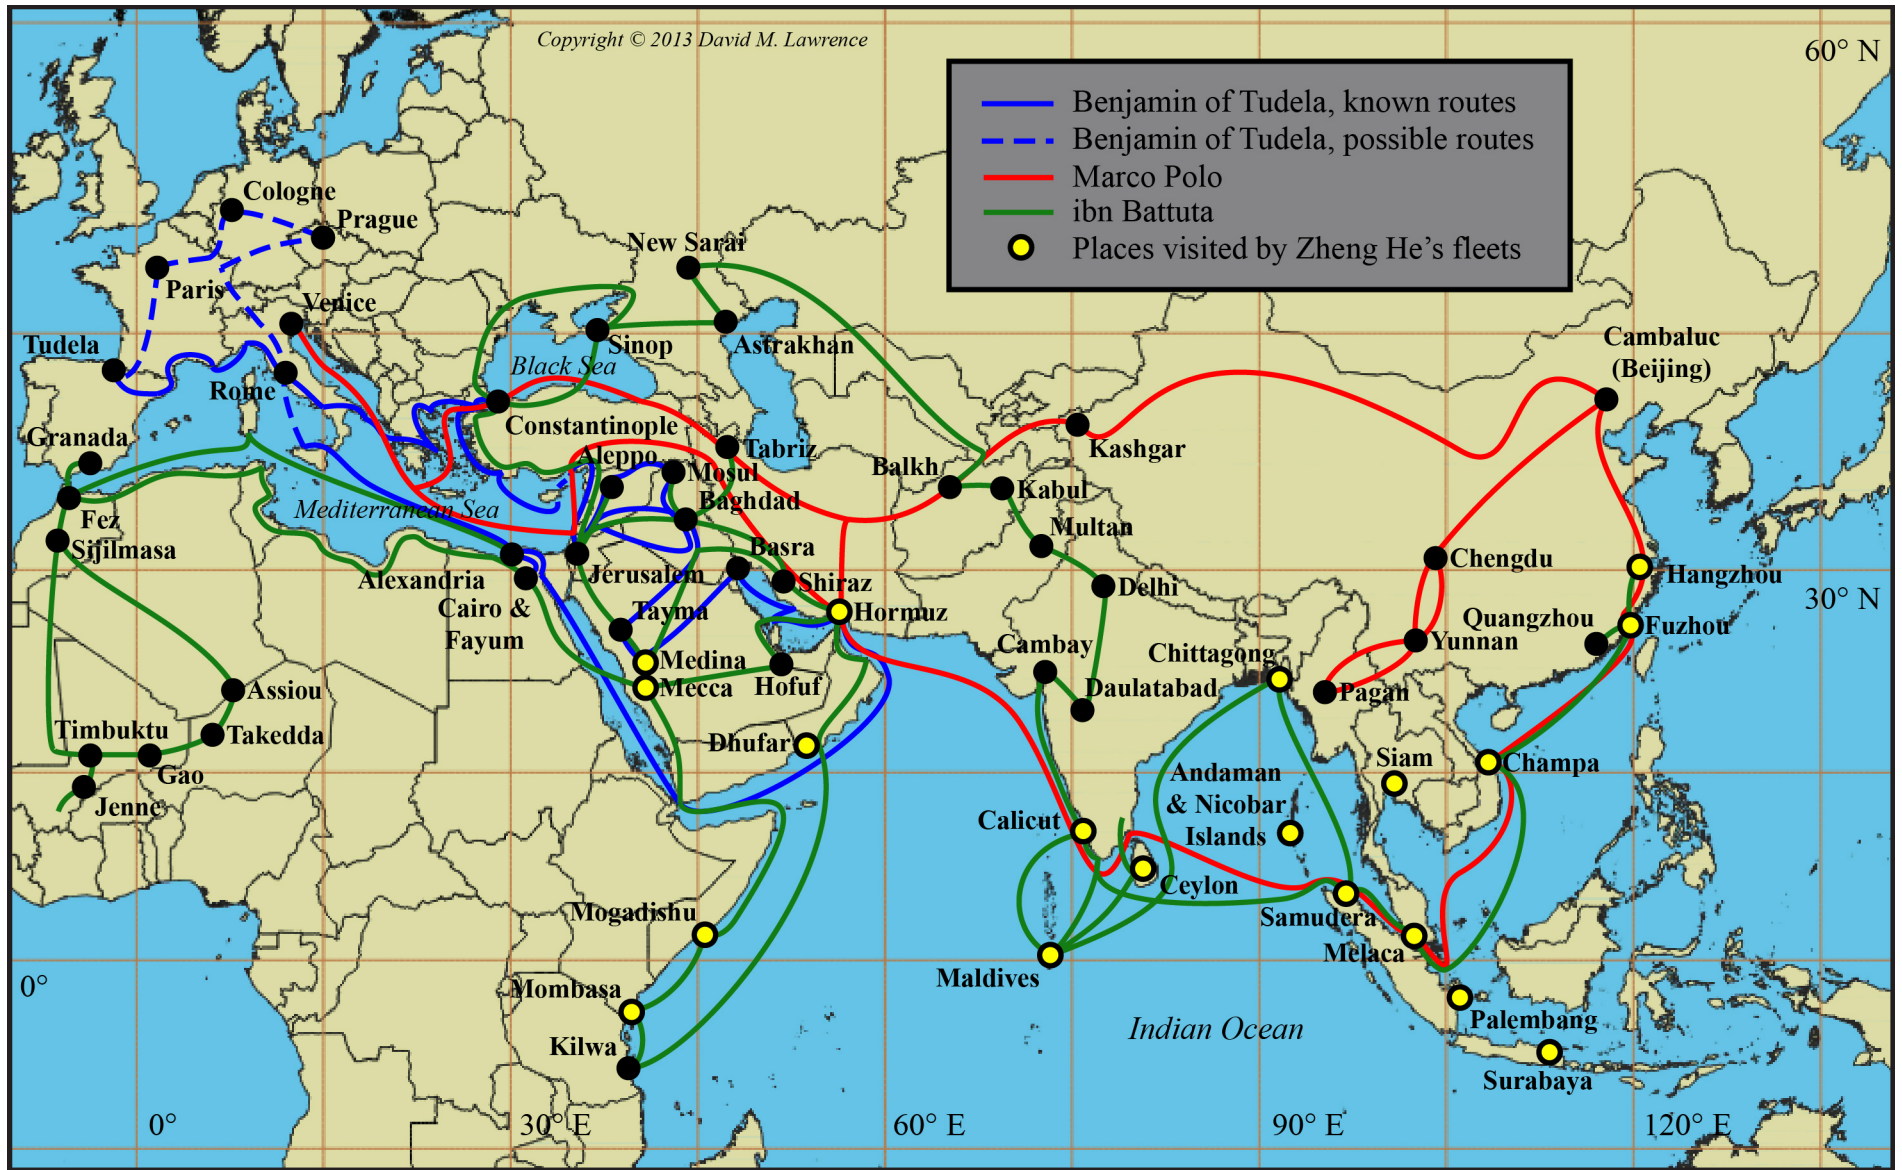 Copyright © 2013 David M. Lawrence
60° N
Benjamin of Tudela, known routes
Benjamin of Tudela, possible routes
Marco Polo
ibn Battuta
Places visited by Zheng He’s fleets
Cologne
Prague
New Sarai
Paris
Venice
Tudela
Sinop
Astrakhan
Black Sea
Cambaluc
(Beijing)
Rome
Granada
Constantinople
Aleppo
Tabriz
Mosul
Kashgar
Balkh
Kabul
Baghdad
Mediterranean Sea
Fez
Multan
Sijilmasa
Basra
Alexandria
Jerusalem
Shiraz
Chengdu
Hangzhou
Delhi
Cairo &
Fayum
Tayma
Hormuz
30° N
Quangzhou
Fuzhou
Yunnan
Cambay
Chittagong
Medina
Mecca
Hofuf
Daulatabad
Pagan
Assiou
Timbuktu
Takedda
Dhufar
Gao
Siam
Champa
Andaman
& Nicobar
Islands
Jenne
Calicut
Ceylon
Mogadishu
Samudera
Melaca
Maldives
0°
Mombasa
Indian Ocean
Palembang
Kilwa
Surabaya
0°
30° E
60° E
90° E
120° E